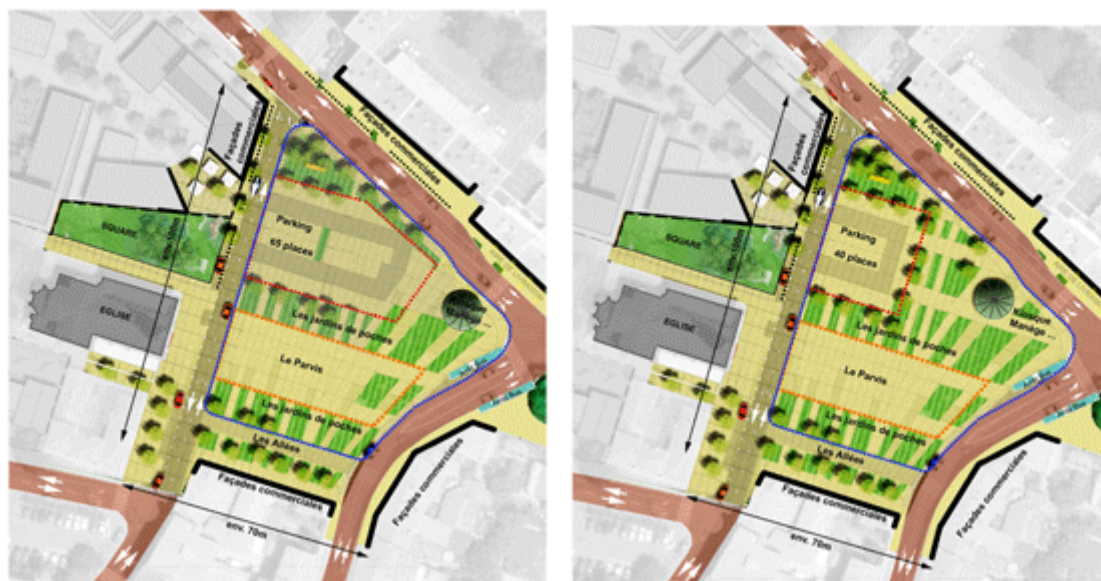 Façades commerciales
Façades
commerciales
SQUARE
Parking
65 places
EGLISE
Les jardins de poches
Le Parvis
Les jardins de poches
Les Allées
Façades commerciales
Façades commerciales
env. 70m
Façades commerciales
Façades
commerciales
SQUARE
Parking
40 places
EGLISE
Kiosque
Manège
Les jardins de poches
Le Parvis
Les jardins de poches
Les Allées
Façades commerciales
Façades commerciales
env. 70m